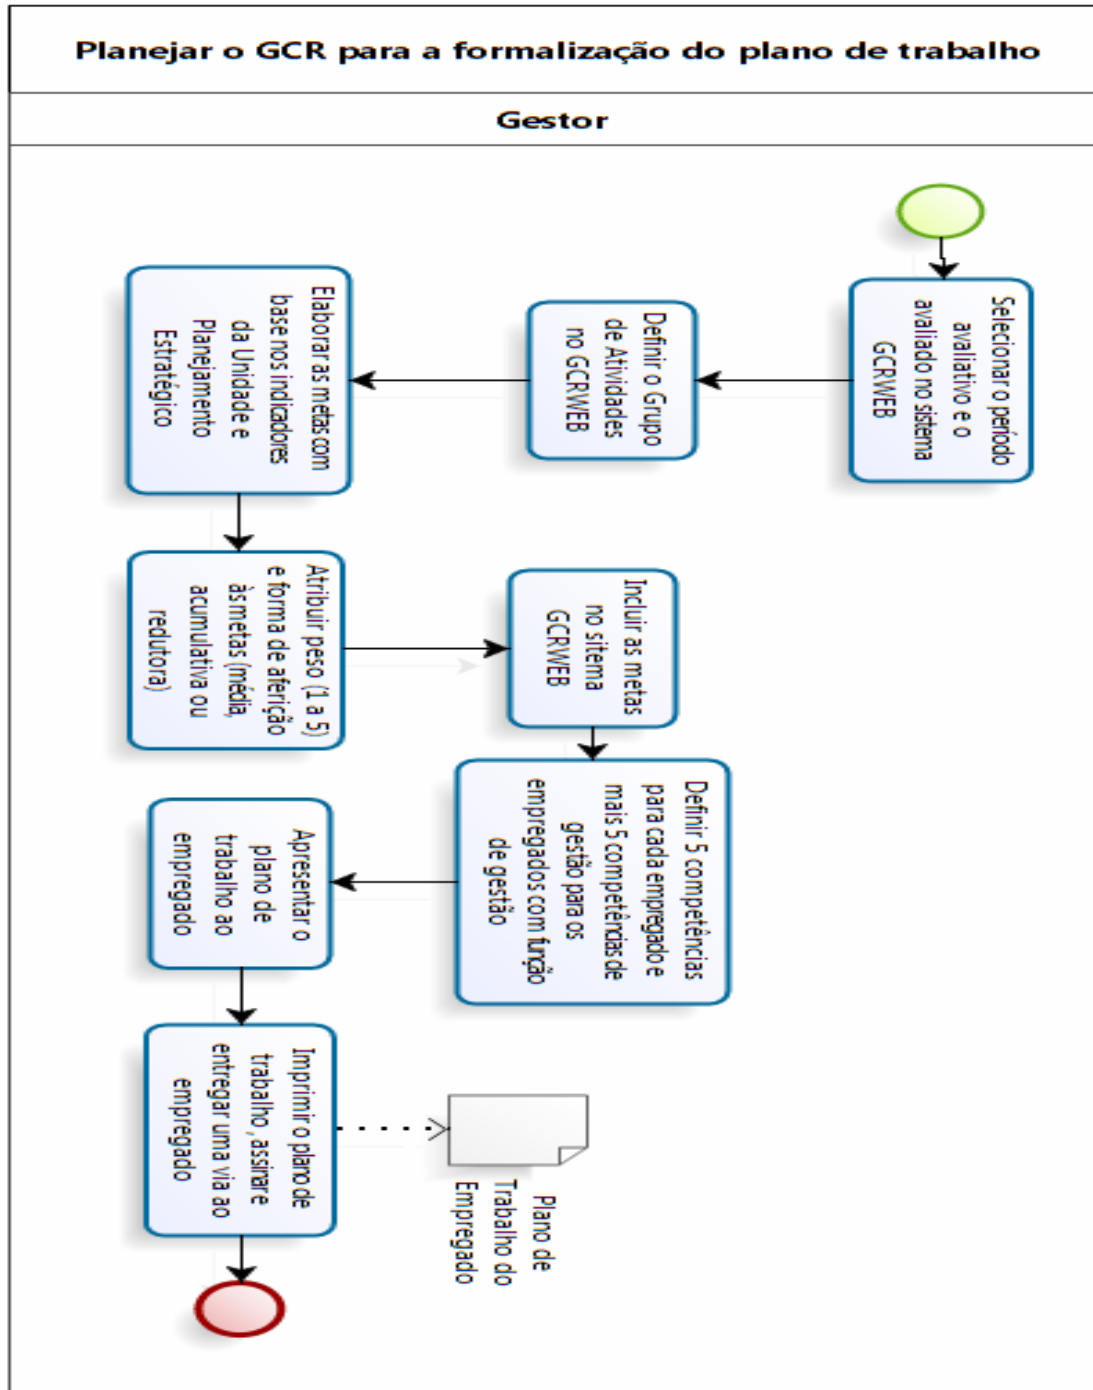 Planejar o GCR para a formalização do plano de trabalho
Gestor
Selecionar o período
avaliativo e o
avaliado no sistema
GCRWEB
Definir o Grupo
de Atividades
no GCRWEB
Elaborar as metas com
base nos indicadores
da Unidade e
Planejamento
Estratégico
Atribuir peso (1 a 5)
e forma de aferição
às metas (média,
acumulativa ou
redutora)
Incluir as metas
no sitema
GCRWEB
Definir 5 competências
para cada empregado e
mais 5 competências de
gestão para os
empregados com função
de gestão
Apresentar o
plano de
trabalho ao
empregado
Imprimir o plano de
trabalho, assinar e
entregar uma via ao
empregado
Plano de
Trabalho do
Empregado